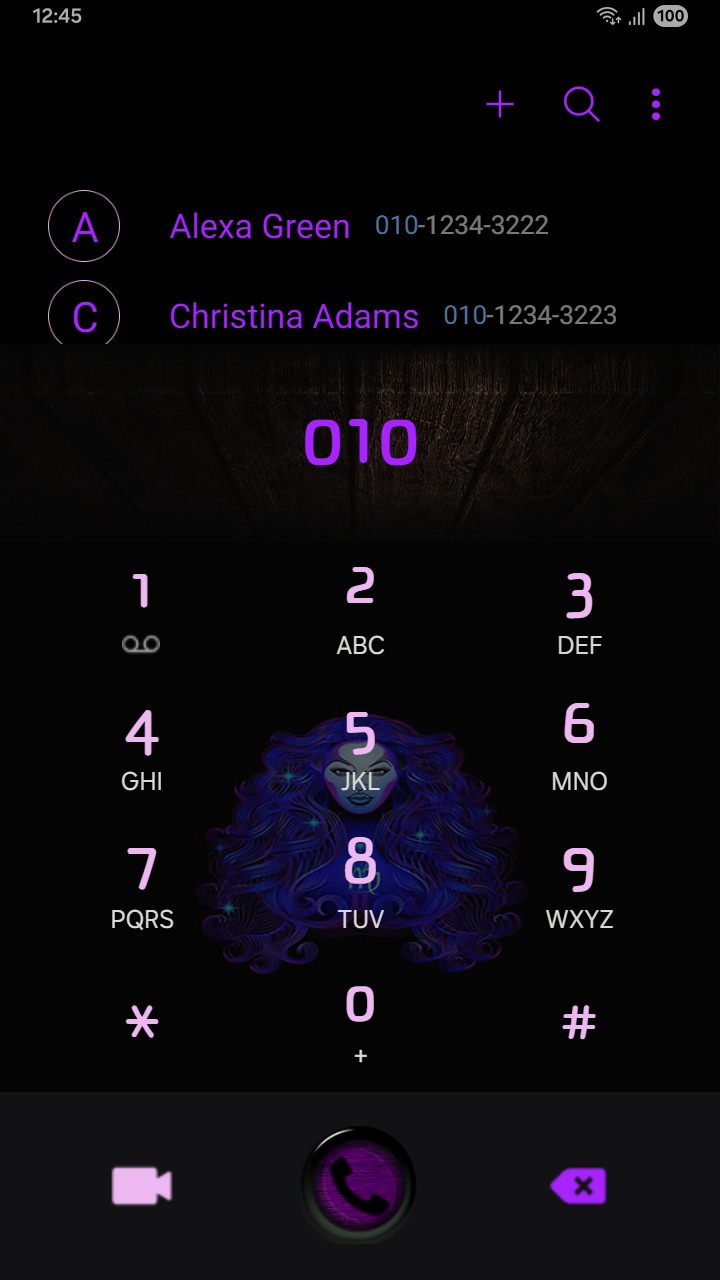 12:45 100
A Alexa Green 010-1234-3222
C Christina Adams 010-1234-3223
010
1 2 3
ABC DEF
4 5 6
GHI JKL MNO
7 8 9
PQRS TUV WXYZ
* 0 #
+